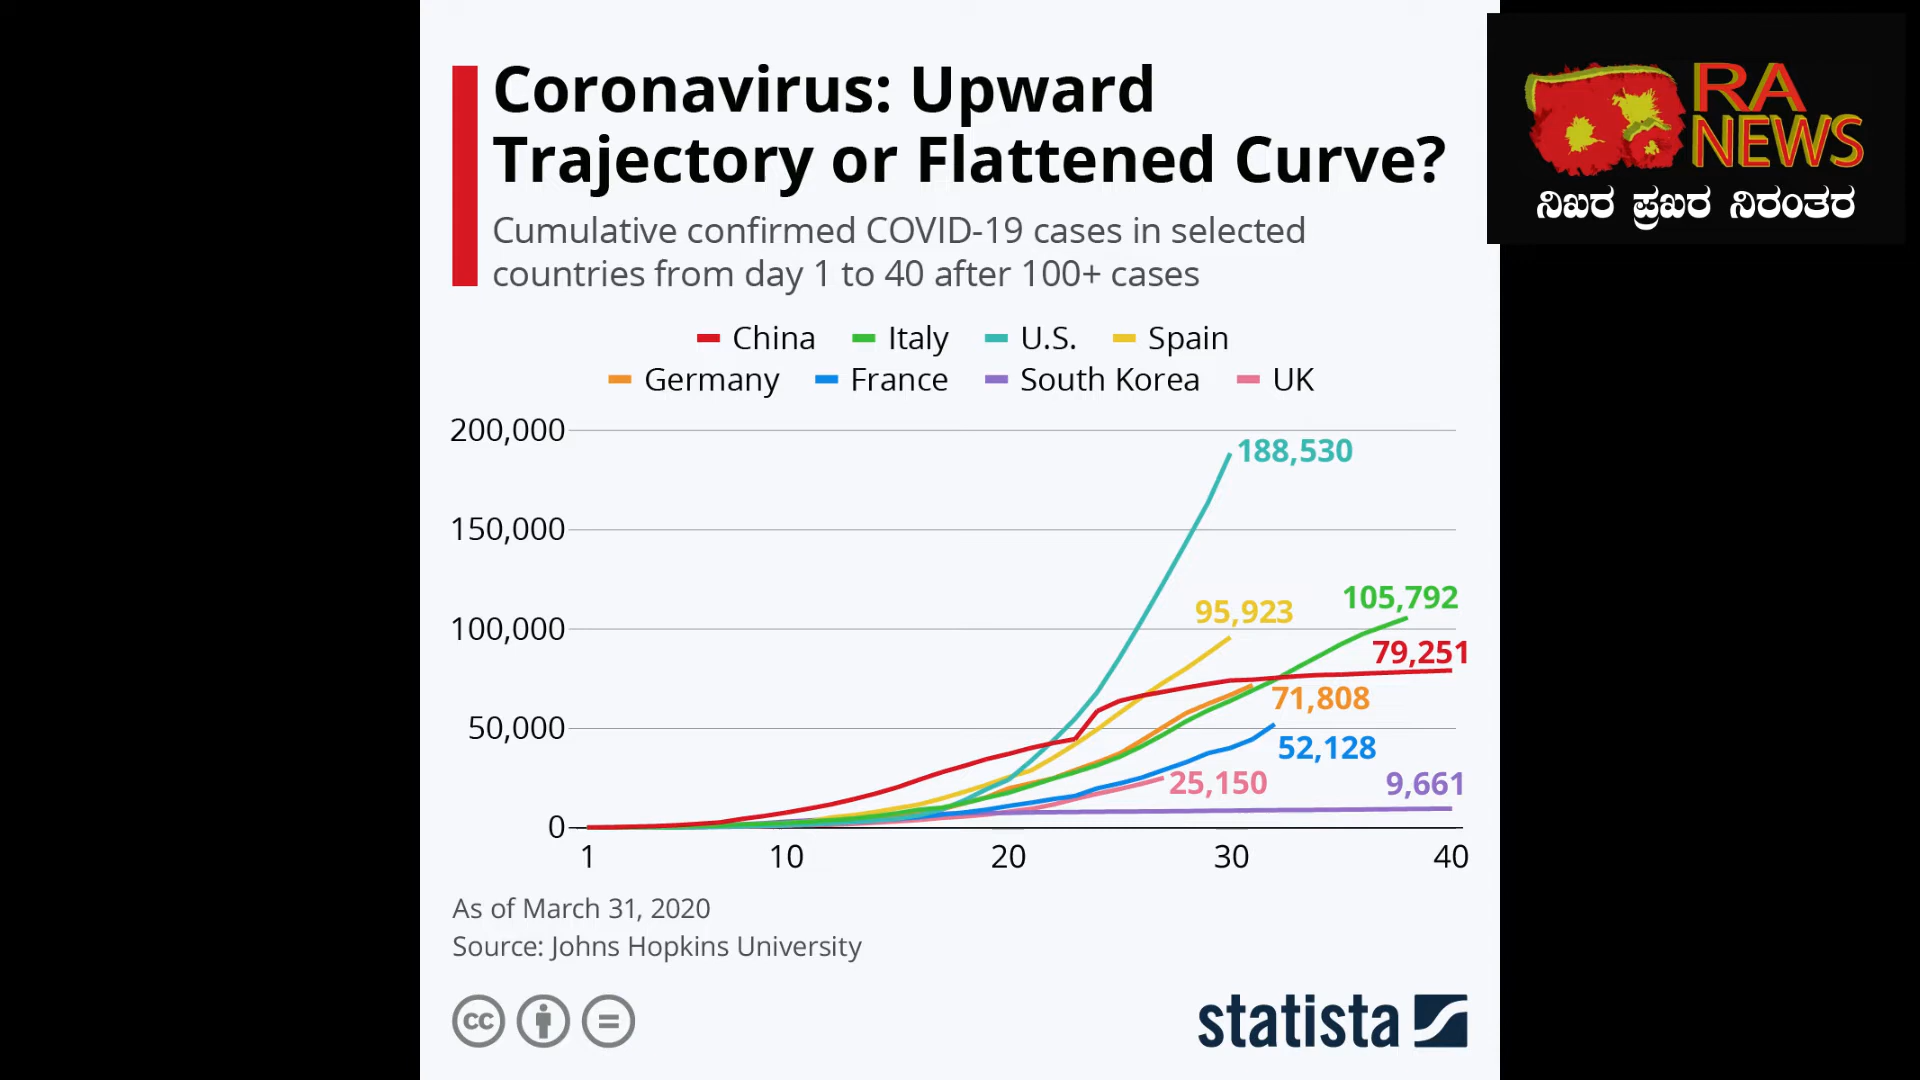 Coronavirus: Upward
Trajectory or Flattened Curve?
Cumulative confirmed COVID-19 cases in selected
countries from day 1 to 40 after 100+ cases
China Italy U.S. Spain
Germany France South Korea UK
200,000
150,000
100,000
50,000
0
188,530
105,792
95,923
79,251
71,808
52,128
25,150
9,661
1 10 20 30 40
As of March 31, 2020
Source: Johns Hopkins University
cc
statista
RA
NEWS
ನಿಖರ ಪ್ರಖರ ನಿರಂತರ